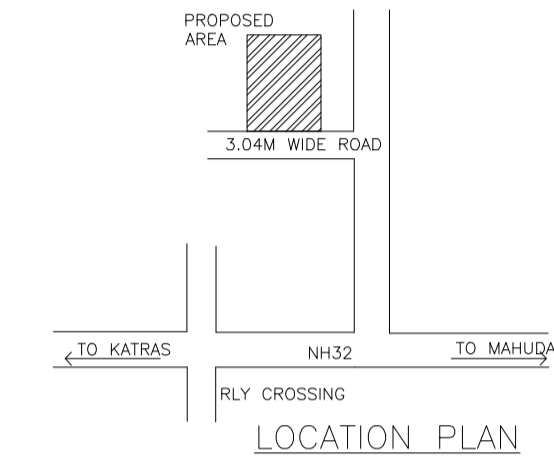 PROPOSED
AREA
3.04M WIDE ROAD
TO KATRAS
NH32
TO MAHUDA
RLY CROSSING
LOCATION PLAN